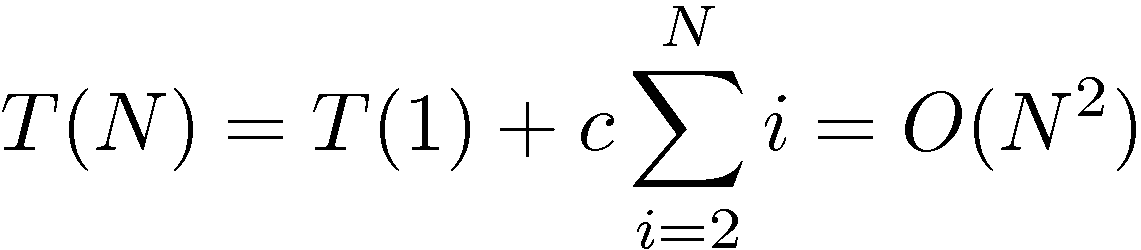 $T(N) = T(1) + c \sum_{i=2}^{N} i = O(N^2)$